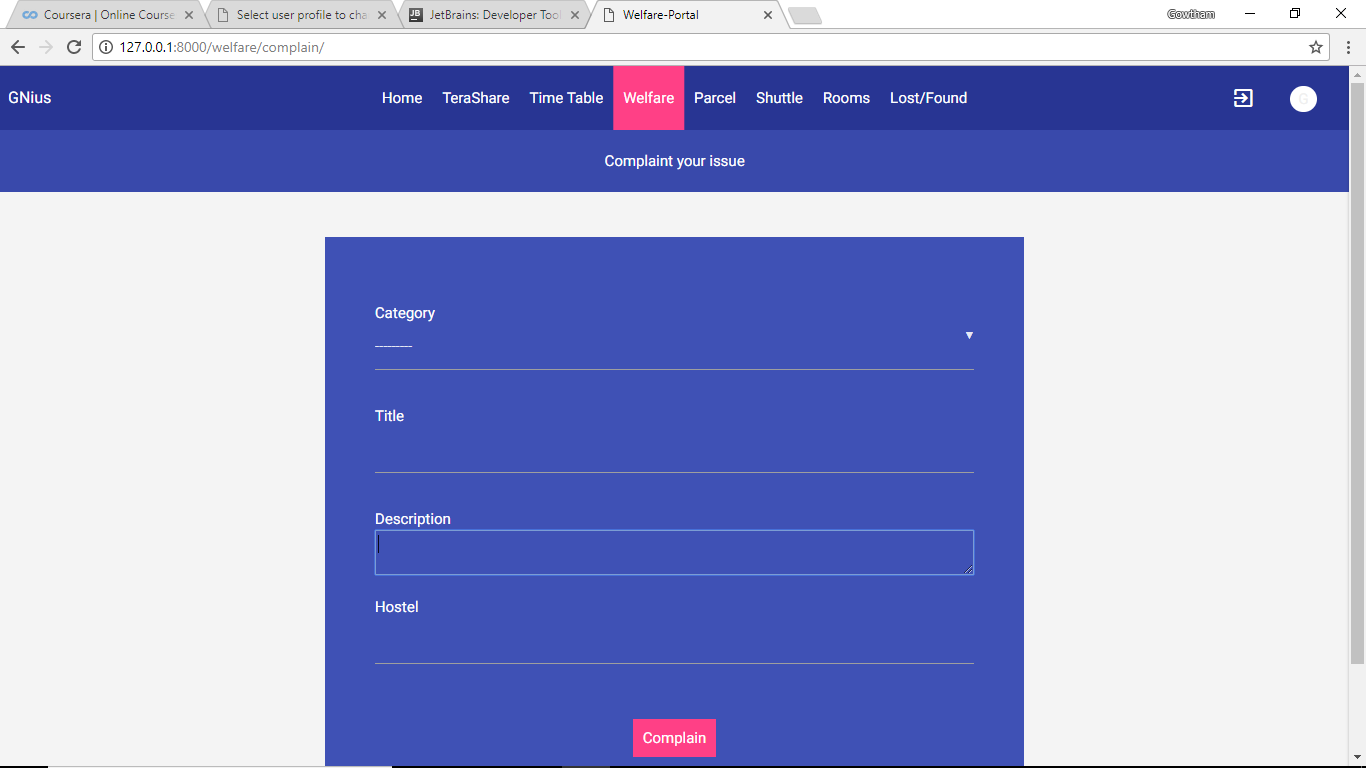 Coursera | Online Course
Select user profile to cha
JetBrains: Developer Tool
Welfare-Portal
Gowtham
127.0.0.1:8000/welfare/complain/
GNius
Home
TeraShare
Time Table
Welfare
Parcel
Shuttle
Rooms
Lost/Found
G
Complaint your issue
Category
---------
Title
Description
Hostel
Complain